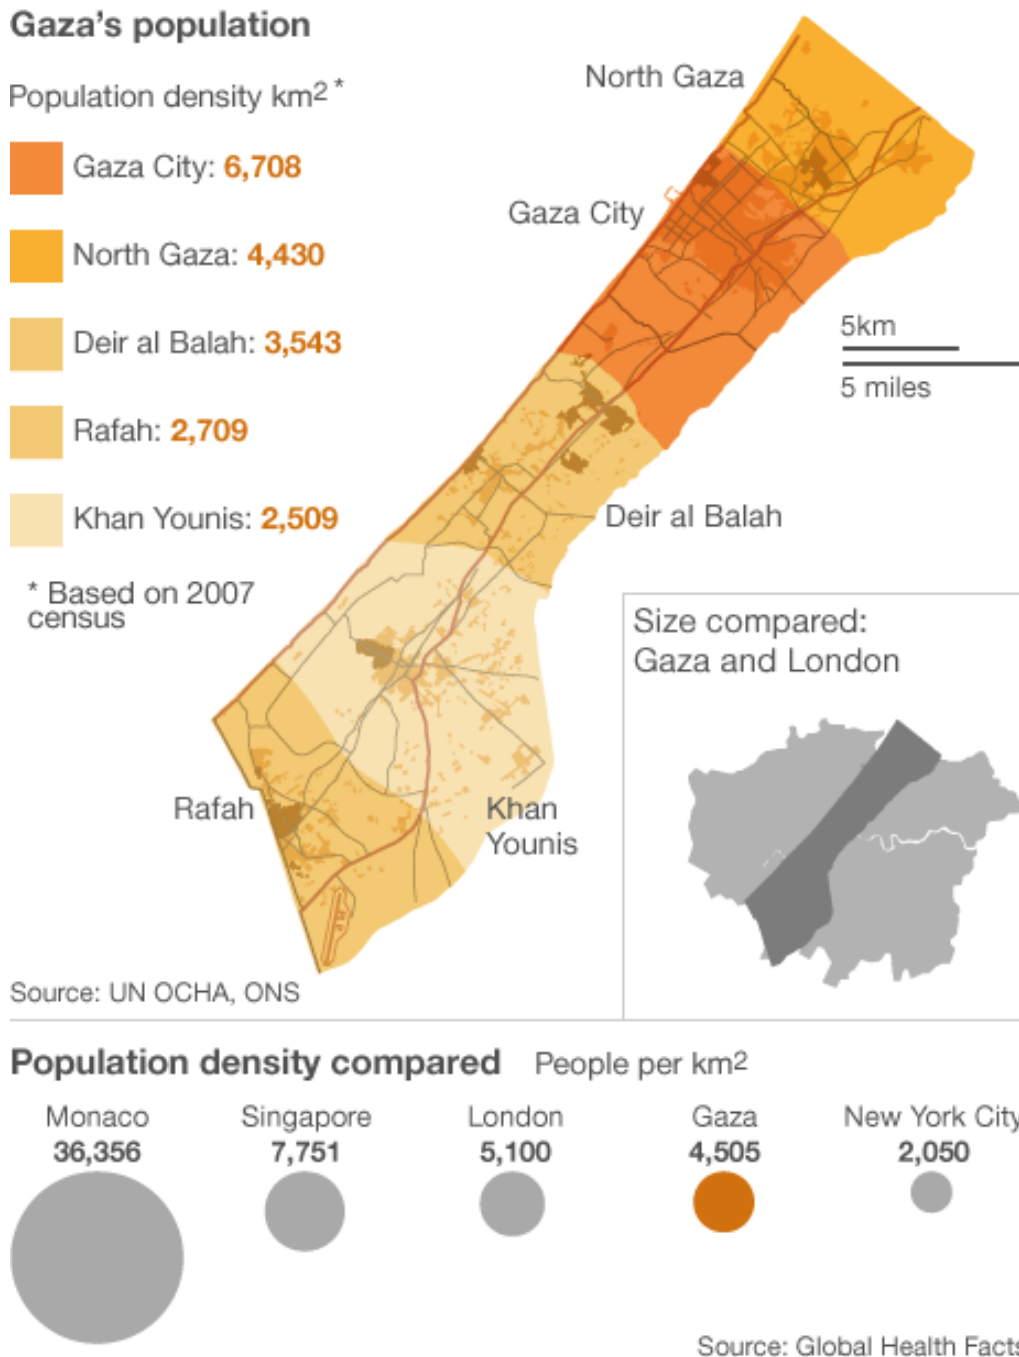 Gaza's population
Population density km2 *
Gaza City: 6,708
North Gaza: 4,430
Deir al Balah: 3,543
Rafah: 2,709
Khan Younis: 2,509
* Based on 2007
census
North Gaza
Gaza City
5km
5 miles
Deir al Balah
Rafah
Khan
Younis
Size compared:
Gaza and London
Source: UN OCHA, ONS
Population density compared People per km2
Monaco
36,356
Singapore
7,751
London
5,100
Gaza
4,505
New York City
2,050
Source: Global Health Facts